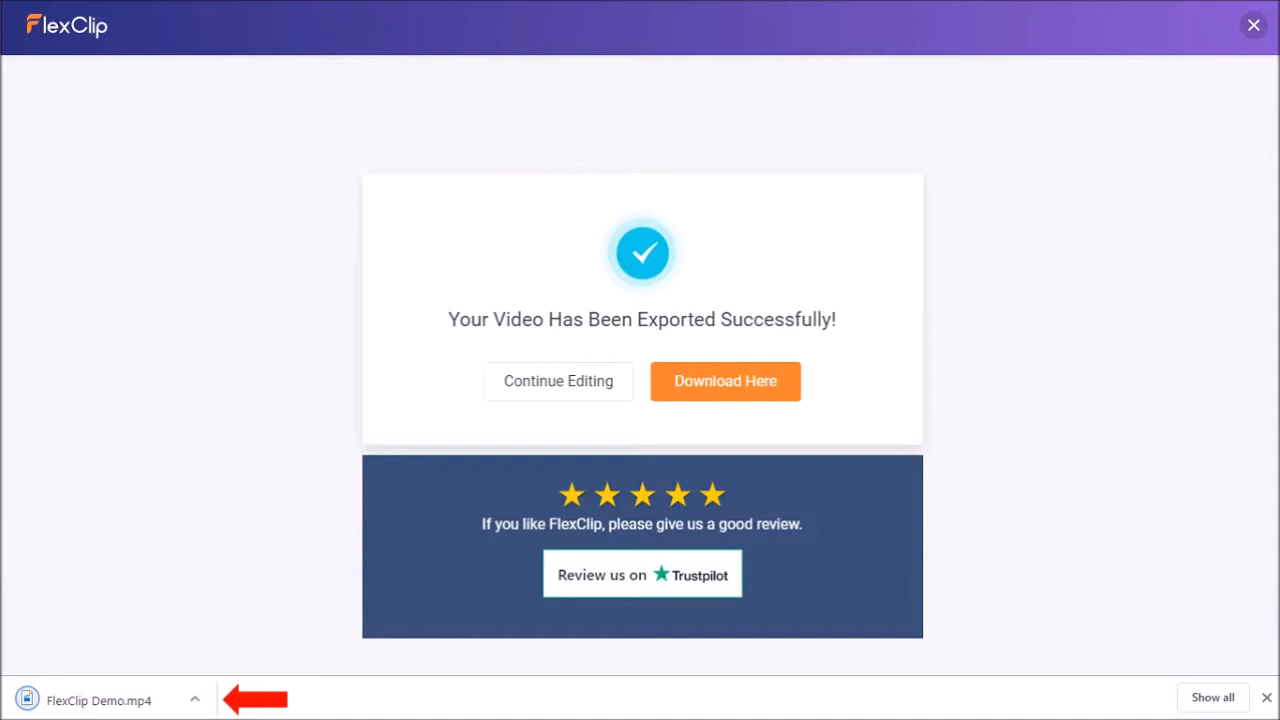 FlexClip
Your Video Has Been Exported Successfully!
Continue Editing
Download Here
If you like FlexClip, please give us a good review.
Review us on Trustpilot
FlexClip Demo.mp4
Show all